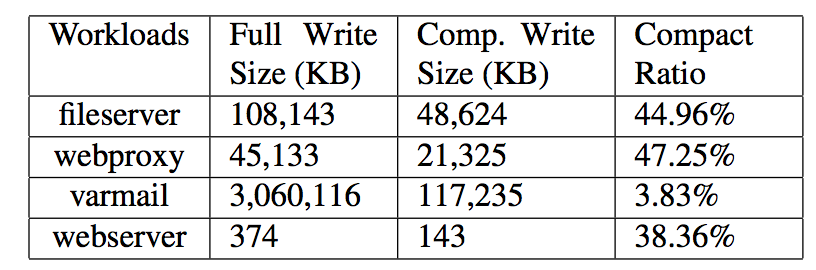 Workloads Full Write Size (KB) Comp. Write Size (KB) Compact Ratio
fileserver 108,143 48,624 44.96%
webproxy 45,133 21,325 47.25%
varmail 3,060,116 117,235 3.83%
webserver 374 143 38.36%